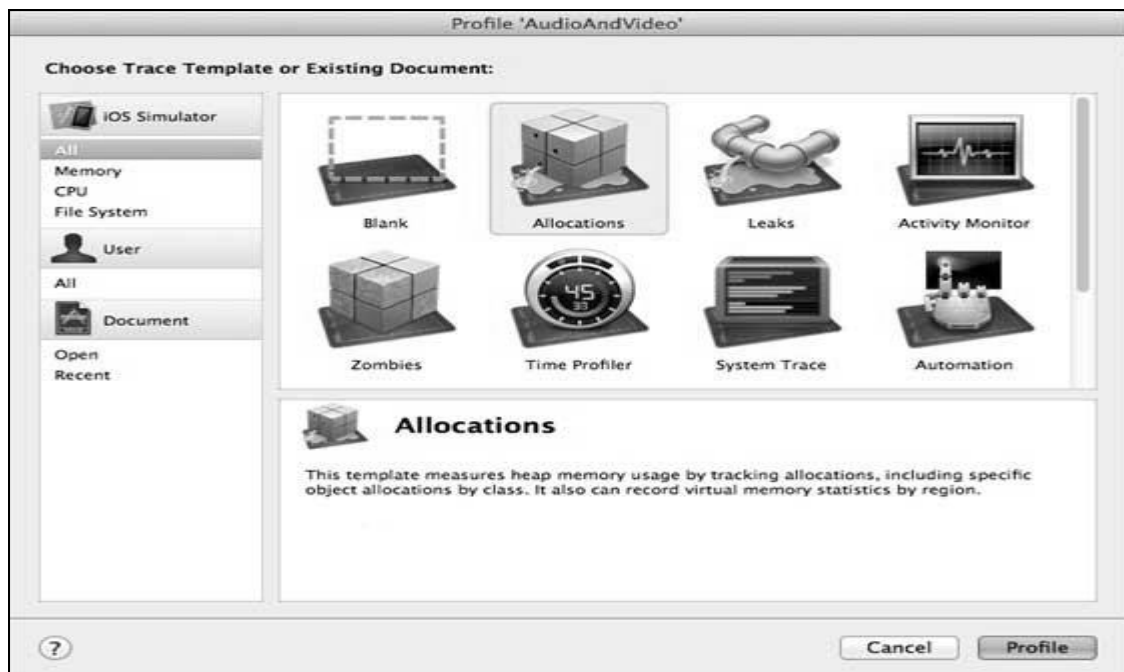 Profile 'AudioAndVideo'
Choose Trace Template or Existing Document:
iOS Simulator
All
Memory
CPU
File System
User
All
Document
Open
Recent
Blank
Allocations
Leaks
Activity Monitor
45
33
Zombies
Time Profiler
System Trace
Automation
Allocations
This template measures heap memory usage by tracking allocations, including specific
object allocations by class. It also can record virtual memory statistics by region.
?
Cancel
Profile